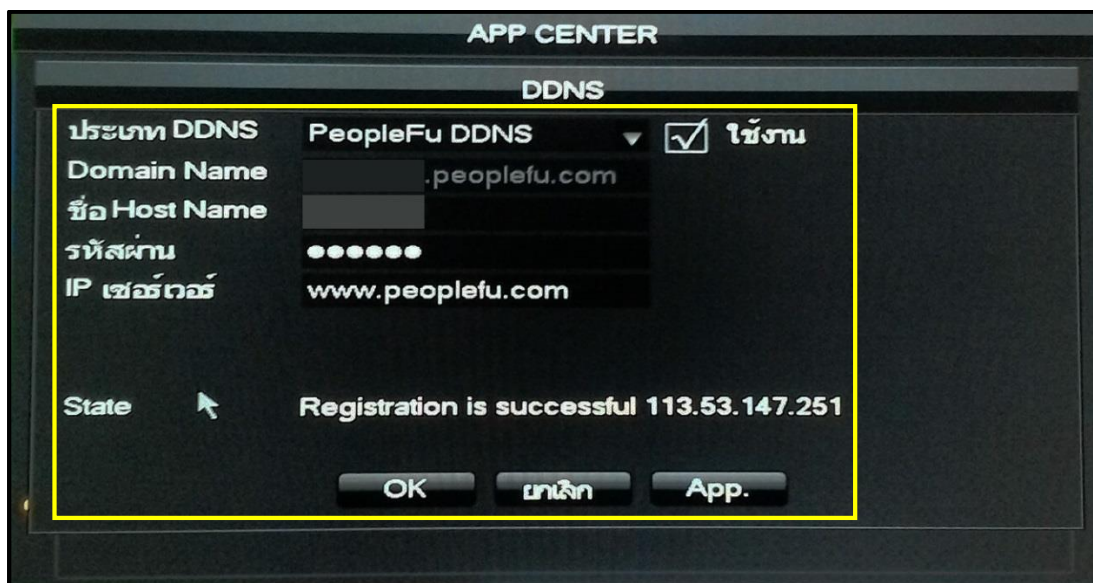 APP CENTER
DDNS
ประเภท DDNS PeopleFu DDNS ใช้งาน
Domain Name .peoplefu.com
ชื่อ Host Name
รหัสผ่าน ●●●●●●
IP เซอร์เวอร์ www.peoplefu.com
State Registration is successful 113.53.147.251
OK ยกเลิก App.